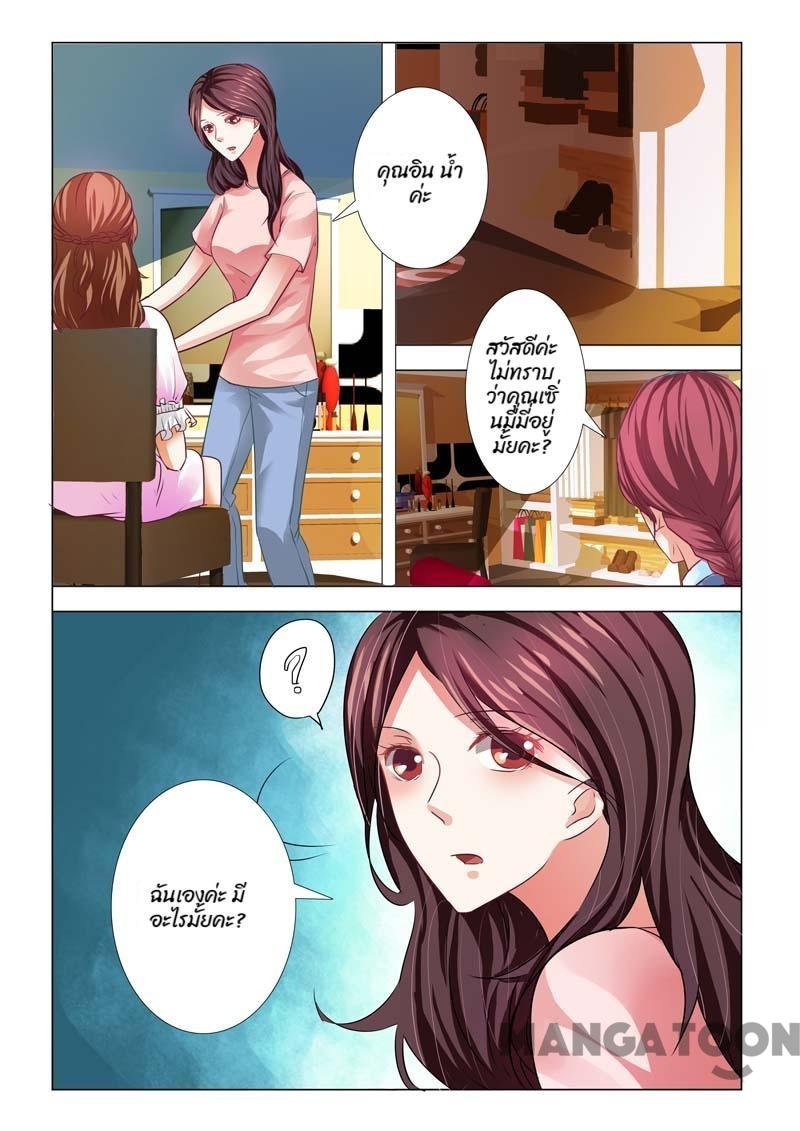 คุณอิน น้ำ
ค่ะ
สวัสดีค่ะ
ไม่ทราบ
ว่าคุณเซิ่
นมมีอยู่
มั้ยคะ?
?
ฉันเองค่ะ มี
อะไรมั้ยคะ?
MANGATOON